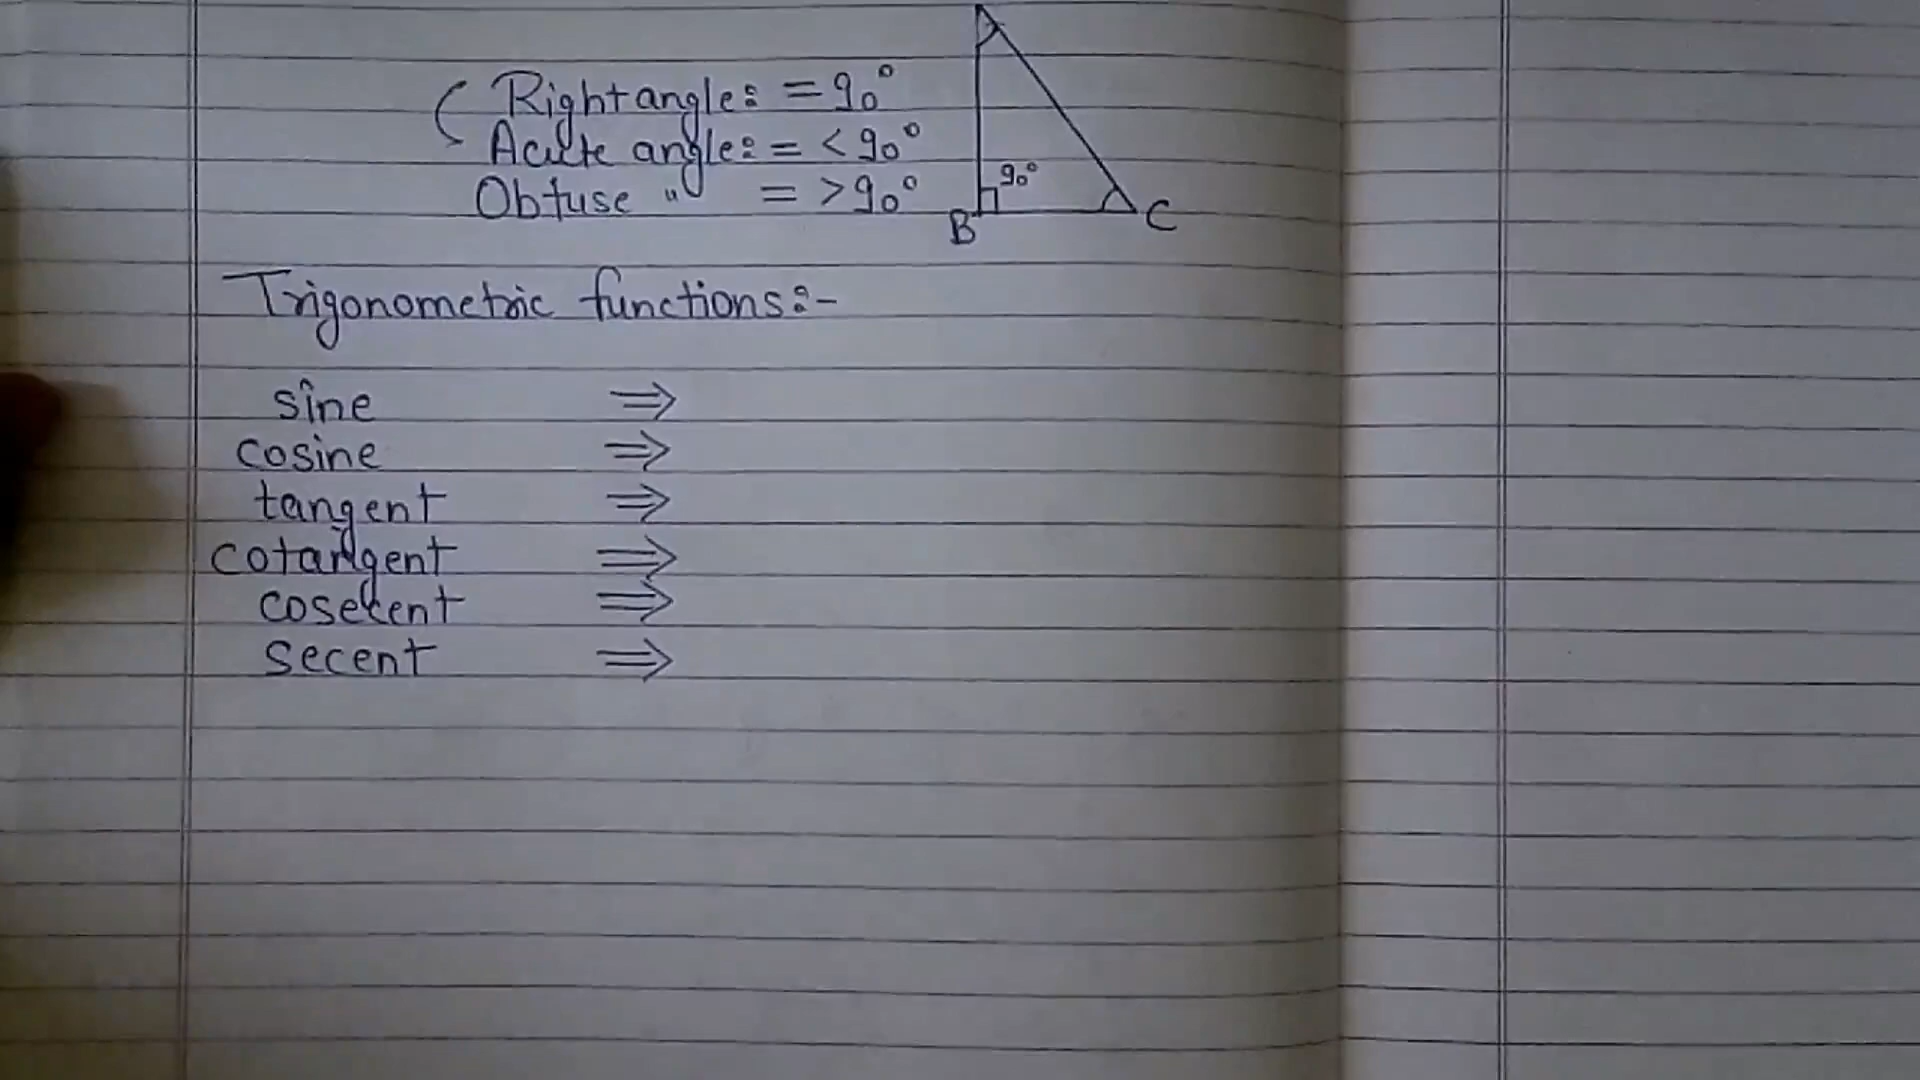 Right angle: = 90°
Acute angle: = < 90°
Obtuse " = > 90°
90°
B
C
Trigonometric functions:-
sine ⇒
cosine ⇒
tangent ⇒
cotangent ⇒
cosecent ⇒
secent ⇒